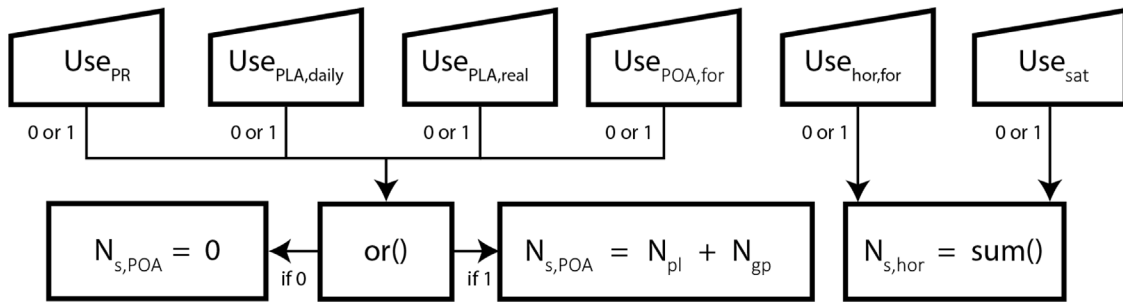 Use_PR Use_PLA,daily Use_PLA,real Use_POA,for Use_hor,for Use_sat
0 or 1 0 or 1 0 or 1 0 or 1 0 or 1 0 or 1
N_s,POA = 0 or() N_s,POA = N_pl + N_gp N_s,hor = sum()
if 0 if 1